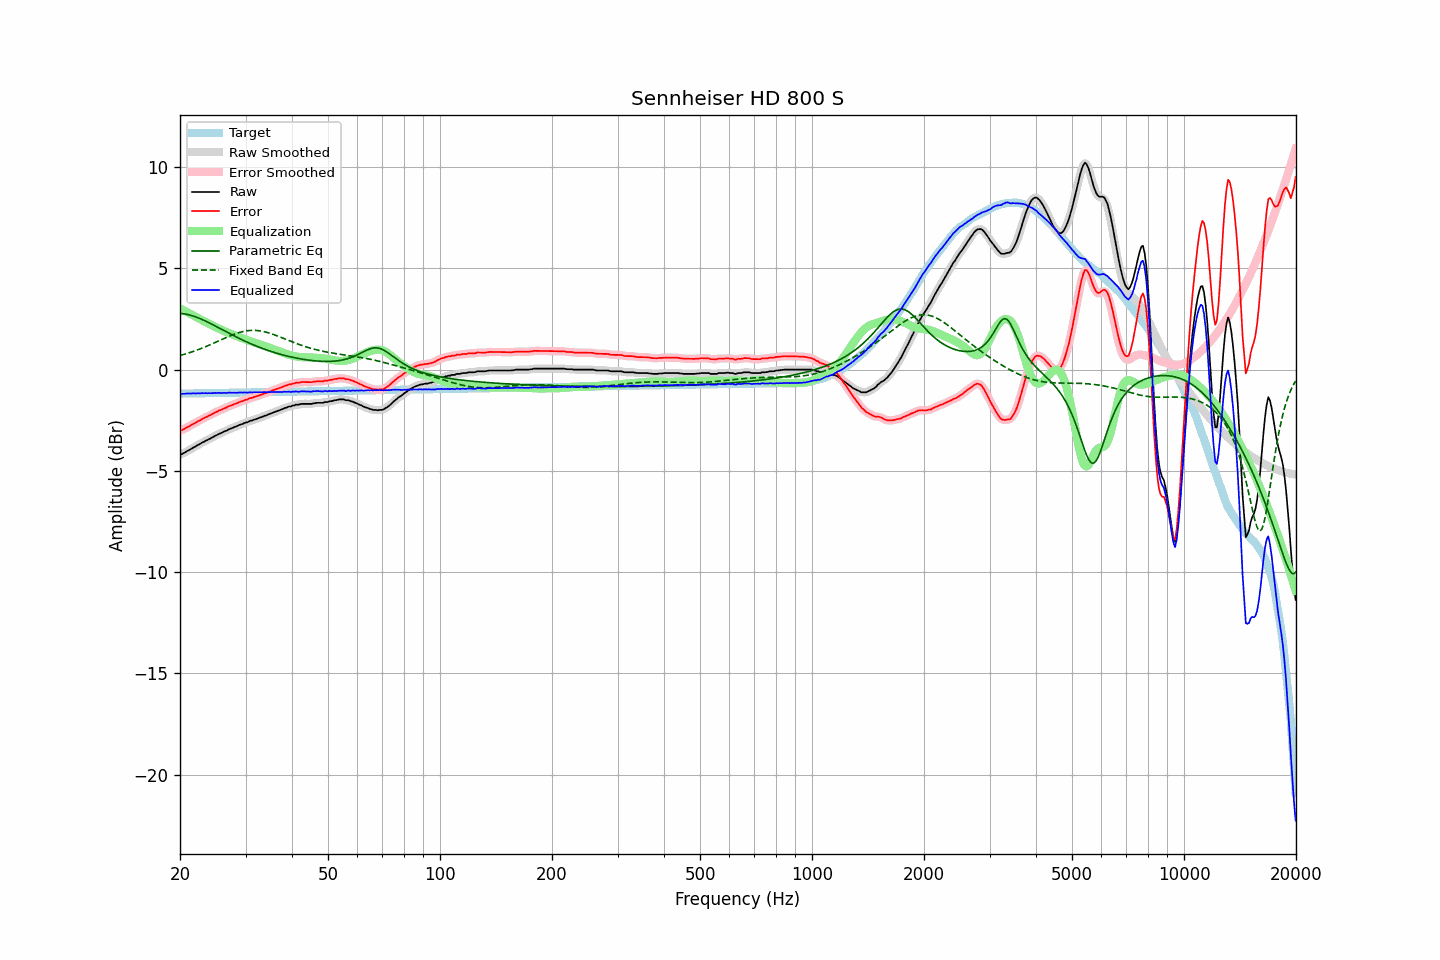 Sennheiser HD 800 S
Target
Raw Smoothed
Error Smoothed
Raw
Error
Equalization
Parametric Eq
Fixed Band Eq
Equalized
10
5
0
−5
−10
−15
−20
Amplitude (dBr)
20
50
100
200
500
1000
2000
5000
10000
20000
Frequency (Hz)